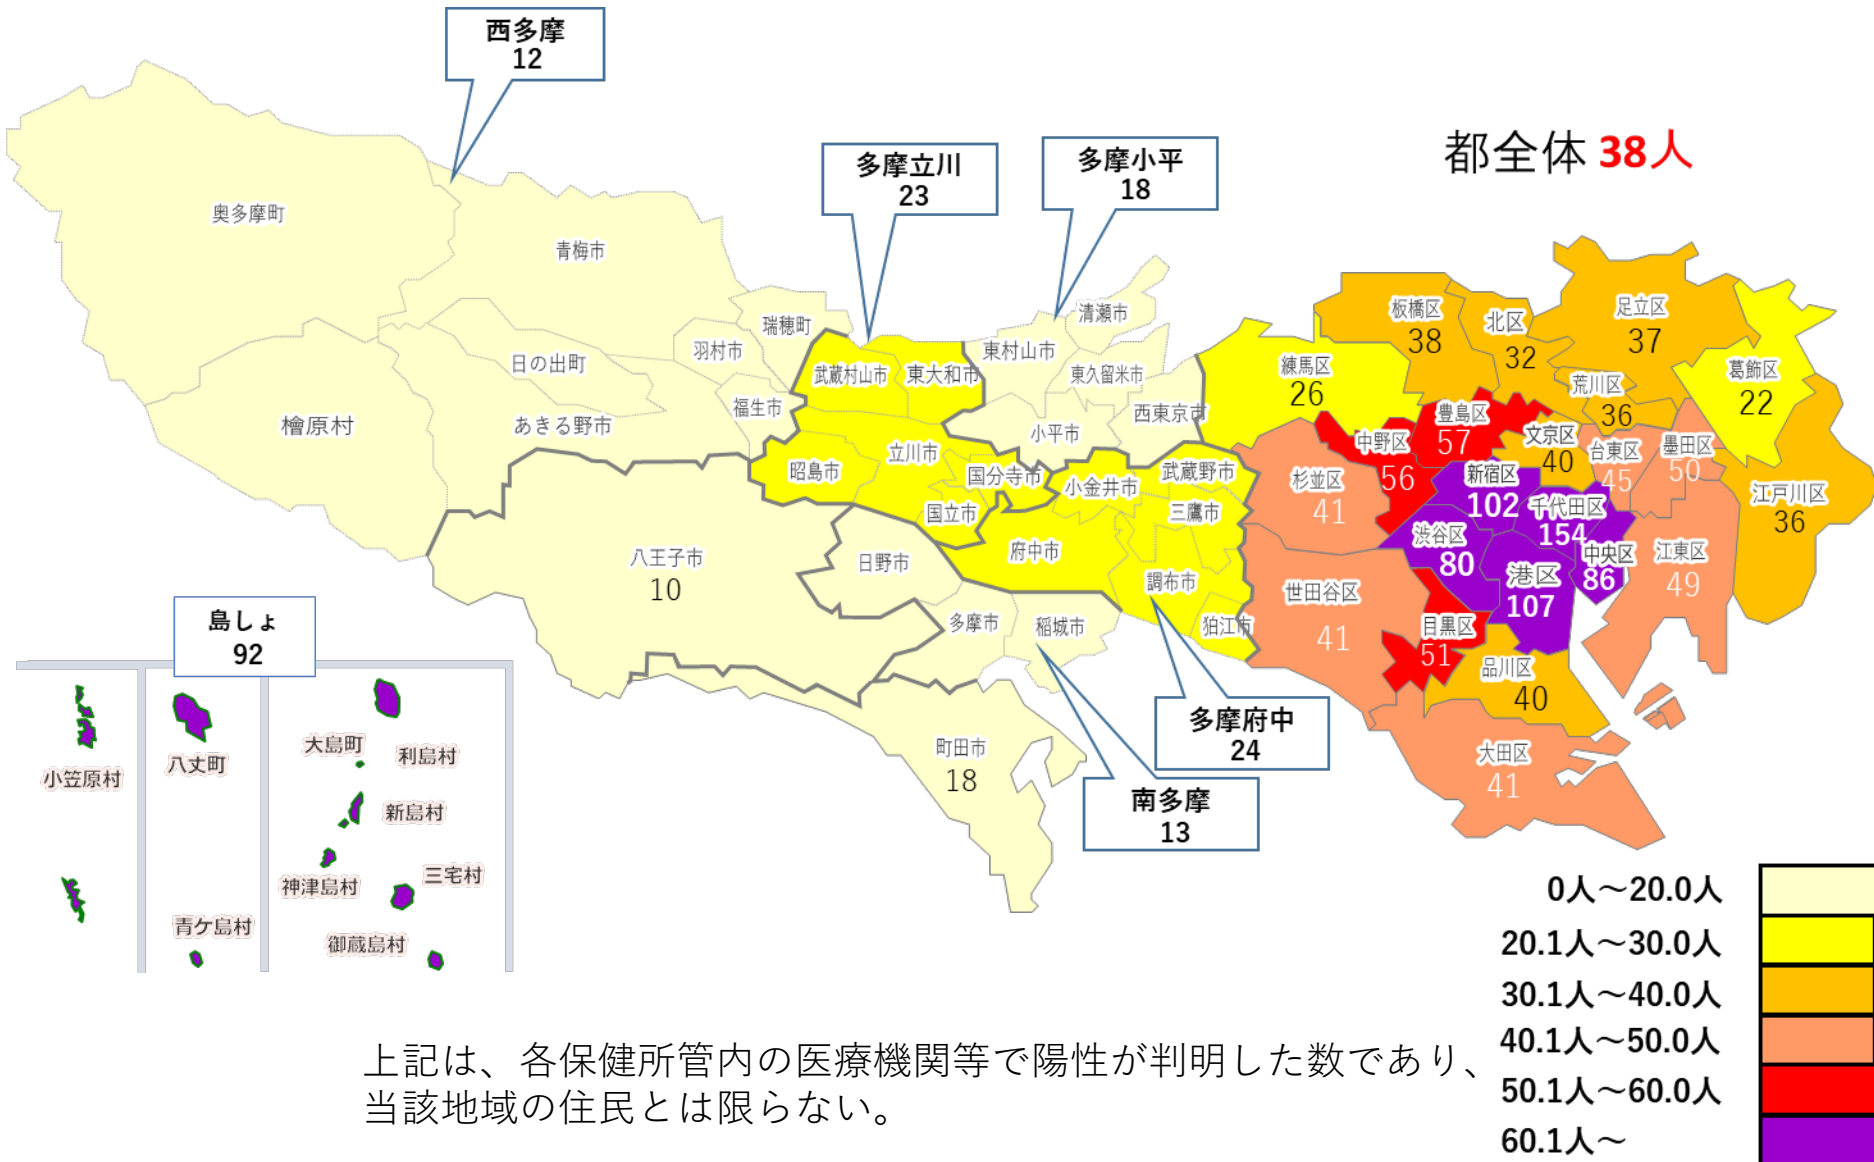 西多摩
12
多摩立川
23
多摩小平
18
都全体 38人
奥多摩町
青梅市
瑞穂町
羽村市
日の出町
福生市
あきる野市
檜原村
武蔵村山市
東大和市
昭島市
立川市
国分寺市
国立市
清瀬市
東村山市
東久留米市
西東京市
小平市
小金井市
武蔵野市
三鷹市
府中市
調布市
狛江市
八王子市
10
日野市
多摩市
稲城市
町田市
18
多摩府中
24
南多摩
13
練馬区
26
板橋区
38
北区
32
足立区
37
葛飾区
22
荒川区
36
豊島区
57
中野区
56
文京区
40
台東区
45
墨田区
50
江戸川区
36
杉並区
41
新宿区
102
千代田区
154
渋谷区
80
中央区
86
港区
107
江東区
49
世田谷区
41
目黒区
51
品川区
40
大田区
41
島しょ
92
小笠原村
八丈町
青ケ島村
大島町
利島村
新島村
神津島村
三宅村
御蔵島村
0人～20.0人
20.1人～30.0人
30.1人～40.0人
40.1人～50.0人
50.1人～60.0人
60.1人～
上記は、各保健所管内の医療機関等で陽性が判明した数であり、
当該地域の住民とは限らない。